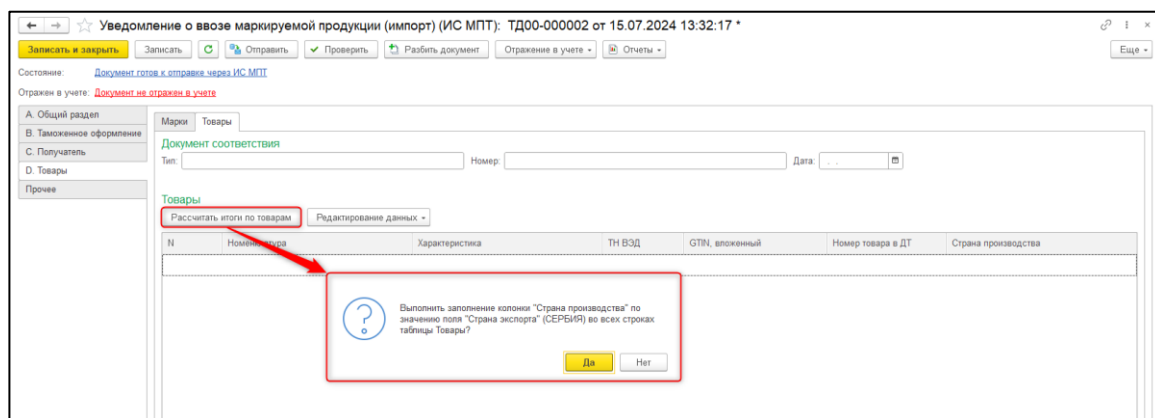 Уведомление о ввозе маркируемой продукции (импорт) (ИС МПТ): ТД00-000002 от 15.07.2024 13:32:17 *
Записать и закрыть Записать Отправить Проверить Разбить документ Отражение в учете Отчеты Еще
Состояние: Документ готов к отправке через ИС МПТ
Отражен в учете: Документ не отражен в учете
A. Общий раздел
B. Таможенное оформление
C. Получатель
D. Товары
Прочее
Марки Товары
Документ соответствия
Тип: Номер: Дата: . .
Товары
Рассчитать итоги по товарам Редактирование данных
N Номенклатура Характеристика ТН ВЭД GTIN, вложенный Номер товара в ДТ Страна производства
Выполнить заполнение колонки "Страна производства" по
значению поля "Страна экспорта" (СЕРБИЯ) во всех строках
таблицы Товары?
Да Нет